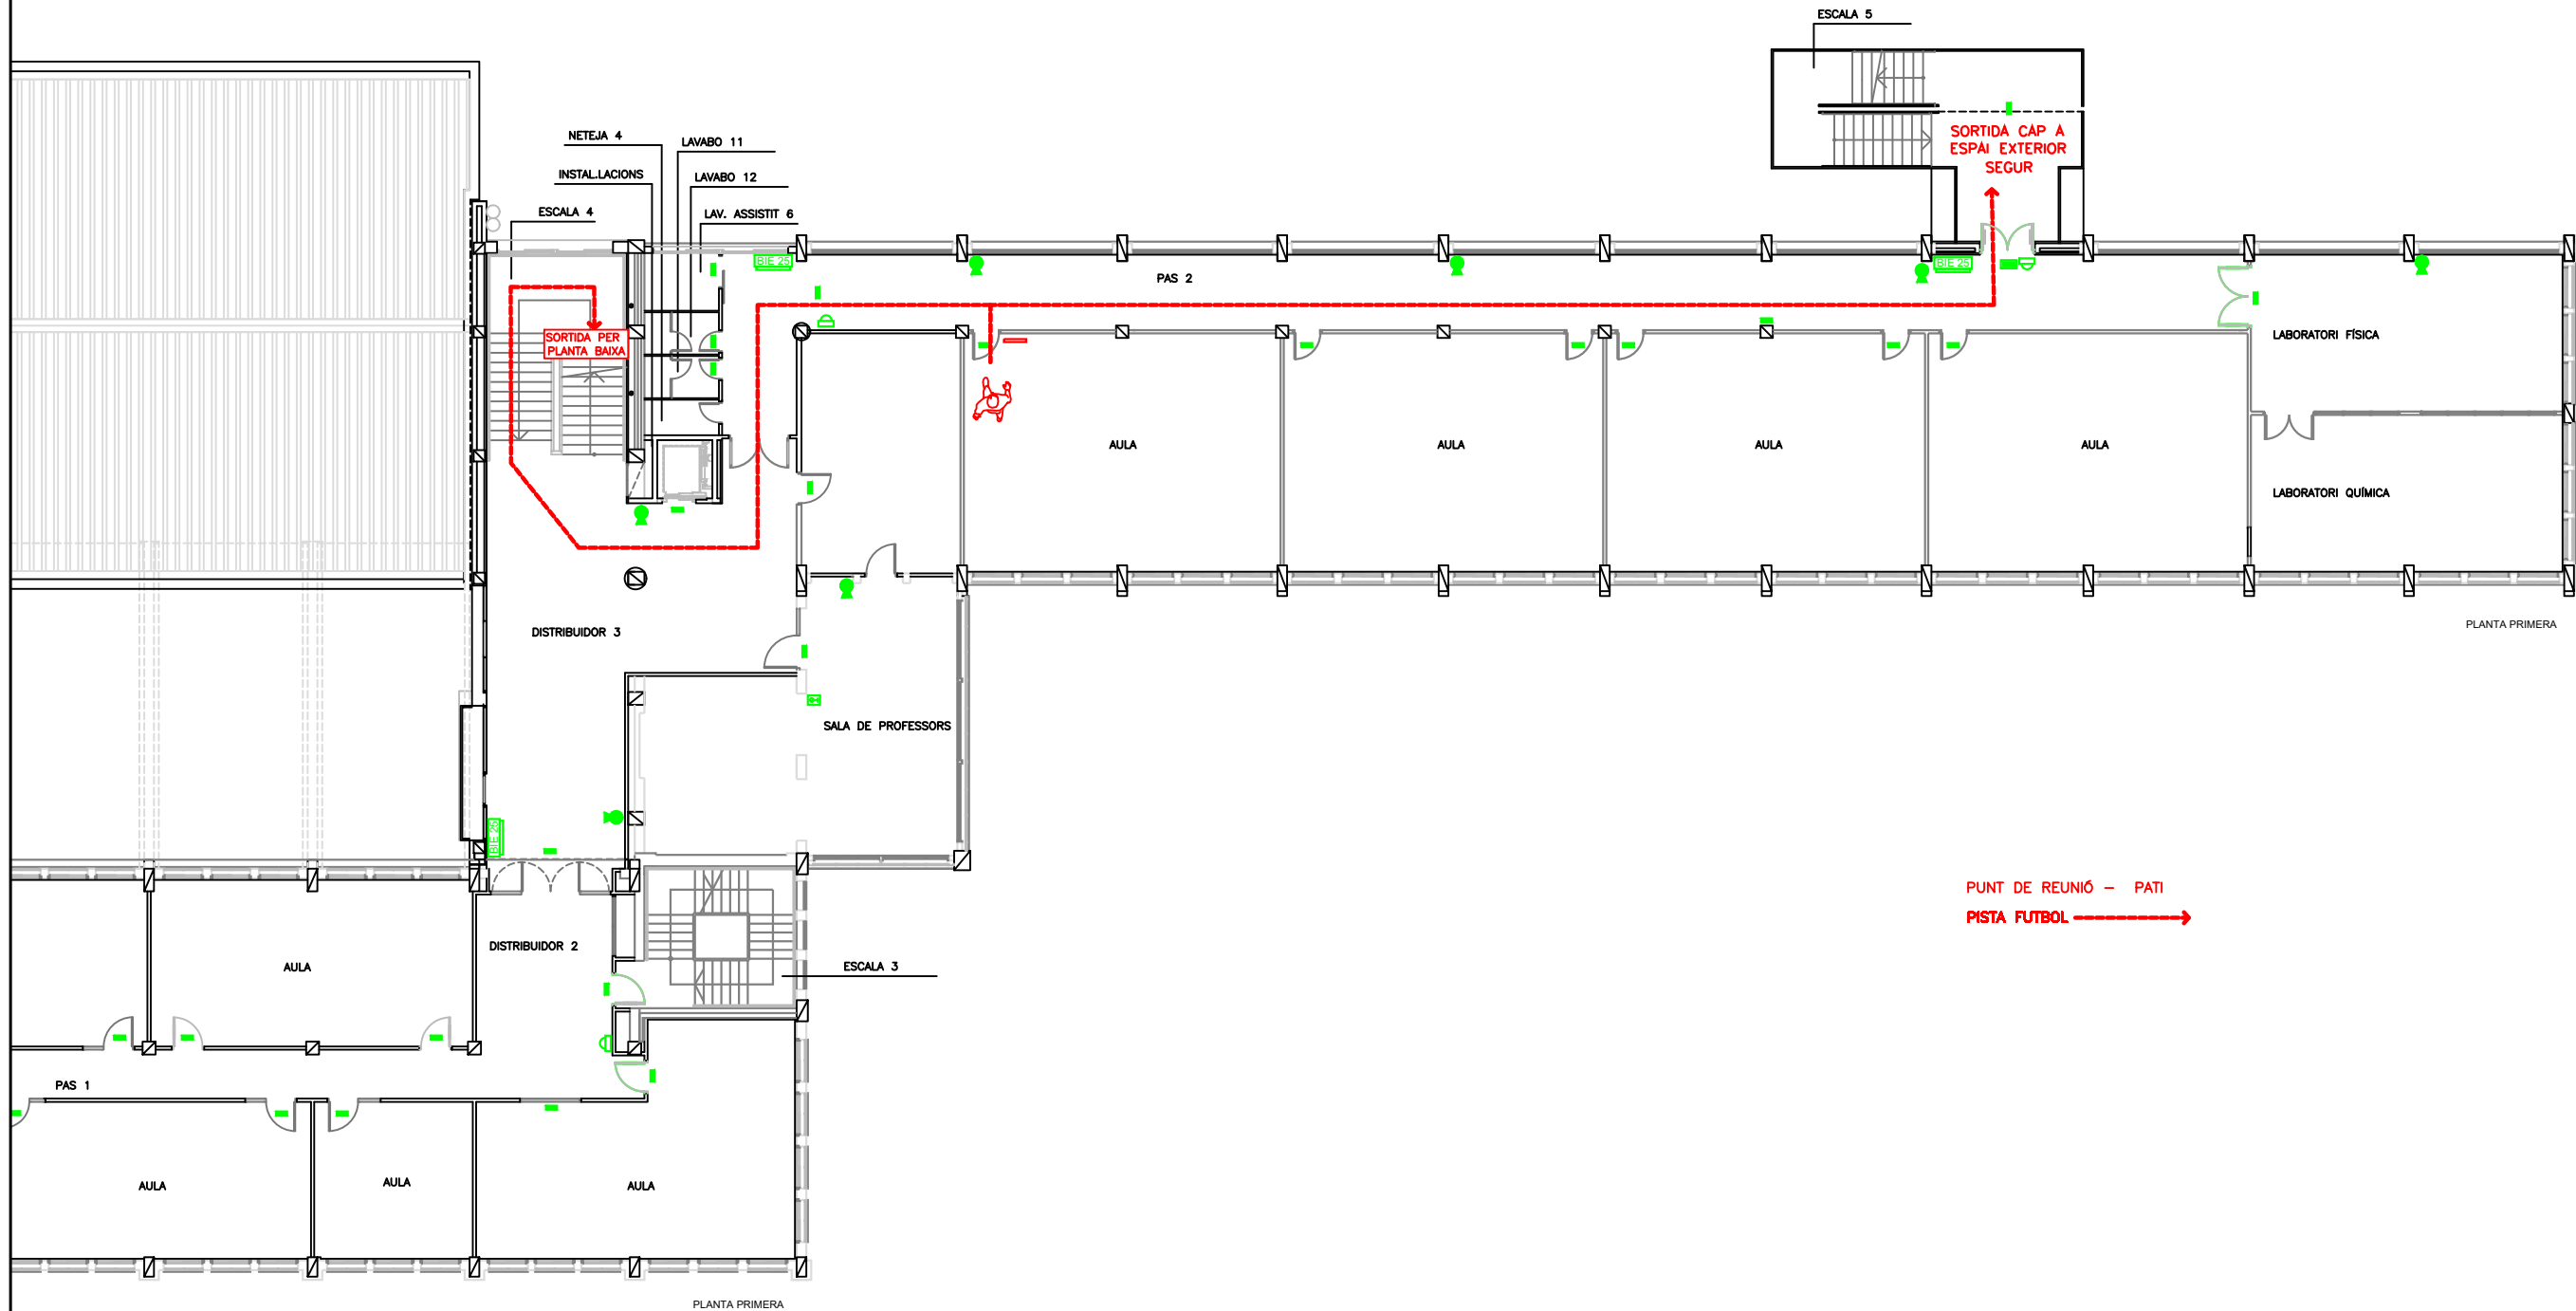 ESCALA 5
NETEJA 4
LAVABO 11
SORTIDA CAP A
ESPAI EXTERIOR
SEGUR
INSTAL.LACIONS
LAVABO 12
ESCALA 4
LAV. ASSISTIT 6
BIE 25
BIE 25
PAS 2
SORTIDA PER
PLANTA BAIXA
LABORATORI FÍSICA
AULA
AULA
AULA
AULA
LABORATORI QUÍMICA
PLANTA PRIMERA
DISTRIBUIDOR 3
SALA DE PROFESSORS
BIE 25
PUNT DE REUNIÓ - PATI
PISTA FUTBOL
DISTRIBUIDOR 2
AULA
ESCALA 3
PAS 1
AULA
AULA
AULA
PLANTA PRIMERA